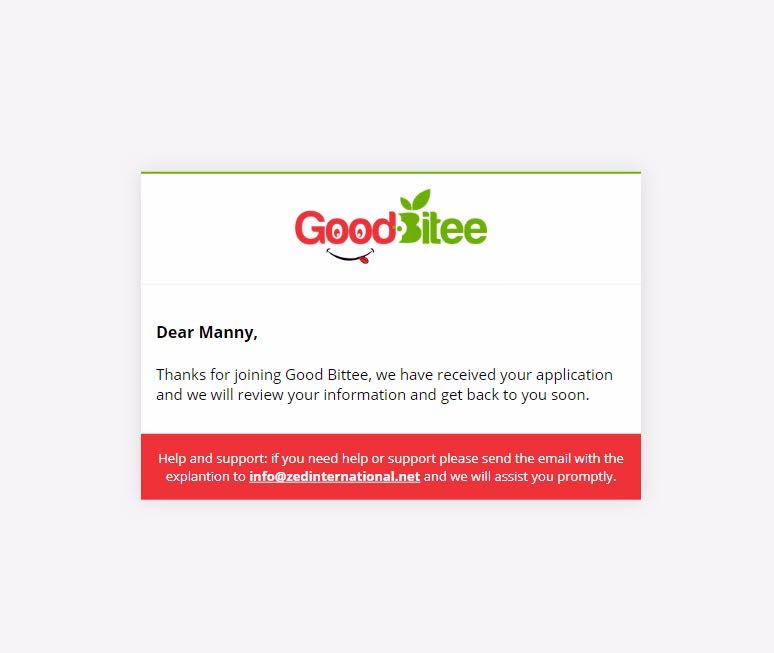 Good Bitee
Dear Manny,
Thanks for joining Good Bittee, we have received your application
and we will review your information and get back to you soon.
Help and support: if you need help or support please send the email with the
explantion to info@zedinternational.net and we will assist you promptly.